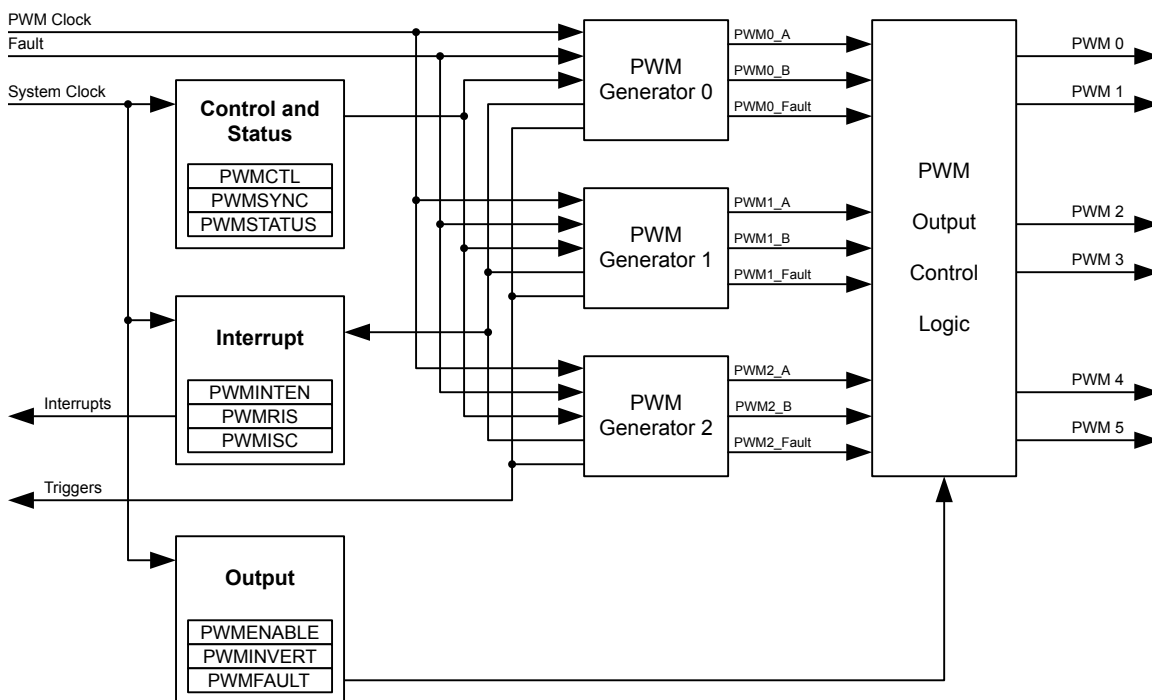 PWM Clock
Fault
System Clock
Control and
Status
PWMCTL
PWMSYNC
PWMSTATUS
Interrupt
PWMINTEN
PWMRIS
PWMISC
Interrupts
Triggers
Output
PWMENABLE
PWMINVERT
PWMFAULT
PWM
Generator 0
PWM0_A
PWM0_B
PWM0_Fault
PWM
Generator 1
PWM1_A
PWM1_B
PWM1_Fault
PWM
Generator 2
PWM2_A
PWM2_B
PWM2_Fault
PWM
Output
Control
Logic
PWM 0
PWM 1
PWM 2
PWM 3
PWM 4
PWM 5